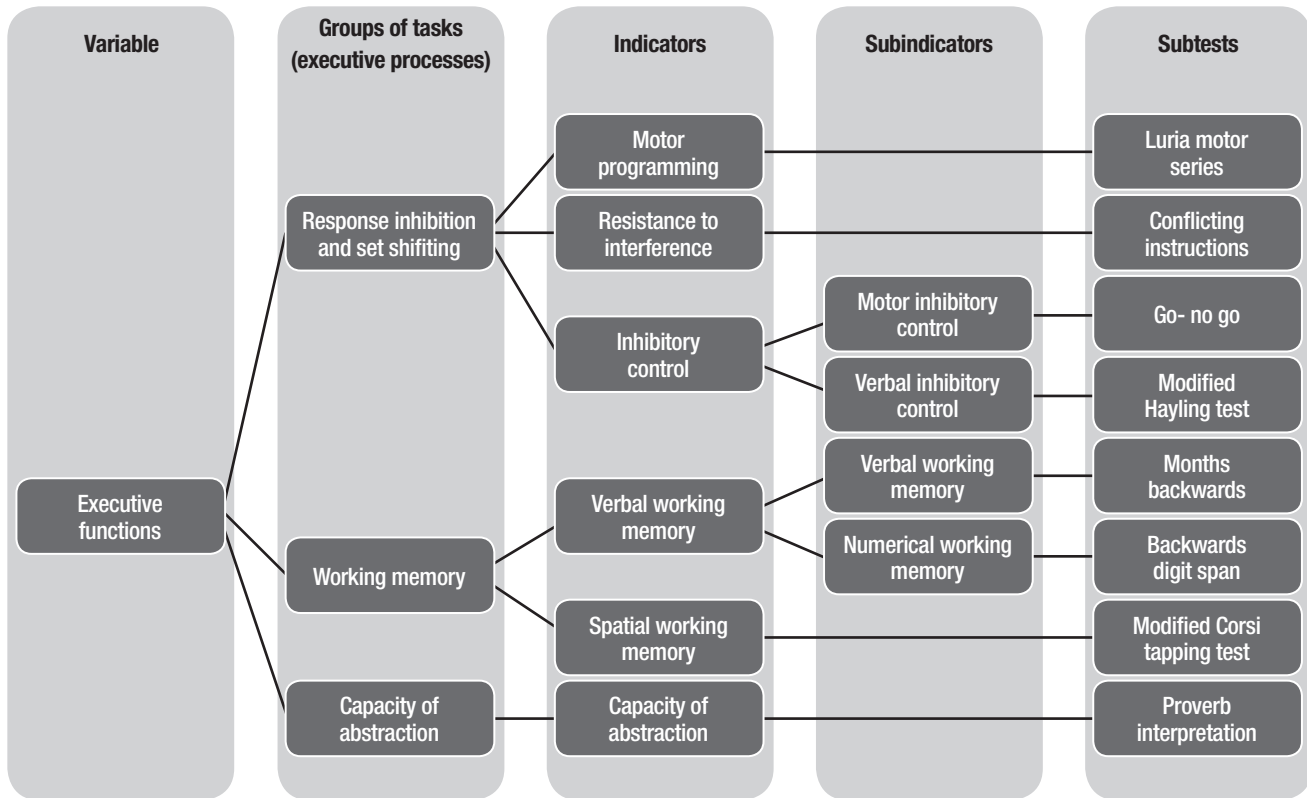 Variable
Groups of tasks
(executive processes)
Indicators
Subindicators
Subtests
Executive
functions
Response inhibition
and set shifiting
Working memory
Capacity of
abstraction
Motor
programming
Resistance to
interference
Inhibitory
control
Verbal working
memory
Spatial working
memory
Capacity of
abstraction
Motor inhibitory
control
Verbal inhibitory
control
Verbal working
memory
Numerical working
memory
Luria motor
series
Conflicting
instructions
Go- no go
Modified
Hayling test
Months
backwards
Backwards
digit span
Modified Corsi
tapping test
Proverb
interpretation